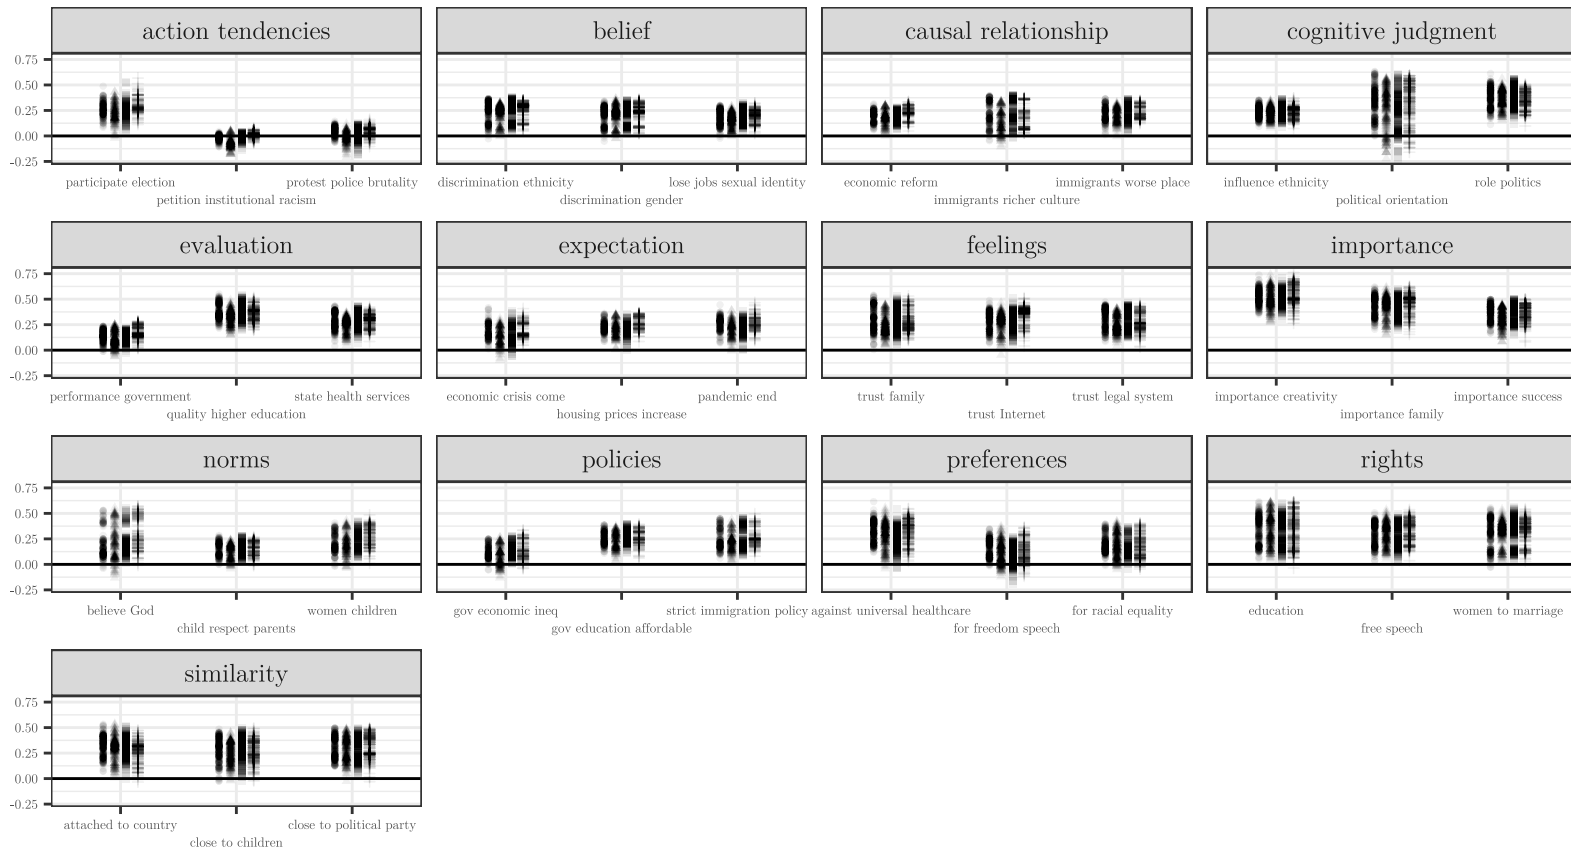 action tendencies belief causal relationship cognitive judgment
0.75
0.50
0.25
0.00
-0.25
participate election protest police brutality discrimination ethnicity lose jobs sexual identity economic reform immigrants worse place influence ethnicity role politics
petition institutional racism discrimination gender immigrants richer culture political orientation
evaluation expectation feelings importance
0.75
0.50
0.25
0.00
-0.25
performance government state health services economic crisis come pandemic end trust family trust legal system importance creativity importance success
quality higher education housing prices increase trust Internet importance family
norms policies preferences rights
0.75
0.50
0.25
0.00
-0.25
believe God women children gov economic ineq strict immigration policy against universal healthcare for racial equality education women to marriage
child respect parents gov education affordable for freedom speech free speech
similarity
0.75
0.50
0.25
0.00
-0.25
attached to country close to political party
close to children